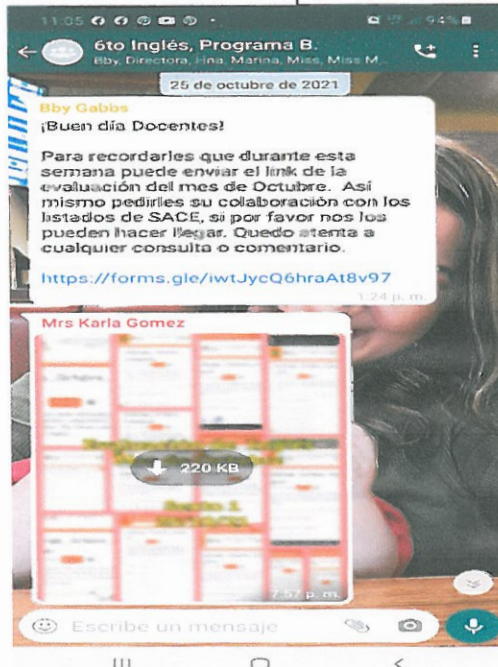 11:05
94%
6to Inglés, Programa B.
Bby, Directora, Hna, Marina, Miss, Miss M...
25 de octubre de 2021
Bby Gabbs
¡Buen día Docentes!
Para recordarles que durante esta
semana puede enviar el link de la
evaluación del mes de Octubre. Así
mismo pedirles su colaboración con los
listados de SACE, si por favor nos los
pueden hacer llegar. Quedo atenta a
cualquier consulta o comentario.
https://forms.gle/iwtJycQ6hraAt8v97
1:24 p. m.
Mrs Karla Gomez
220 KB
7:57 p. m.
Escribe un mensaje